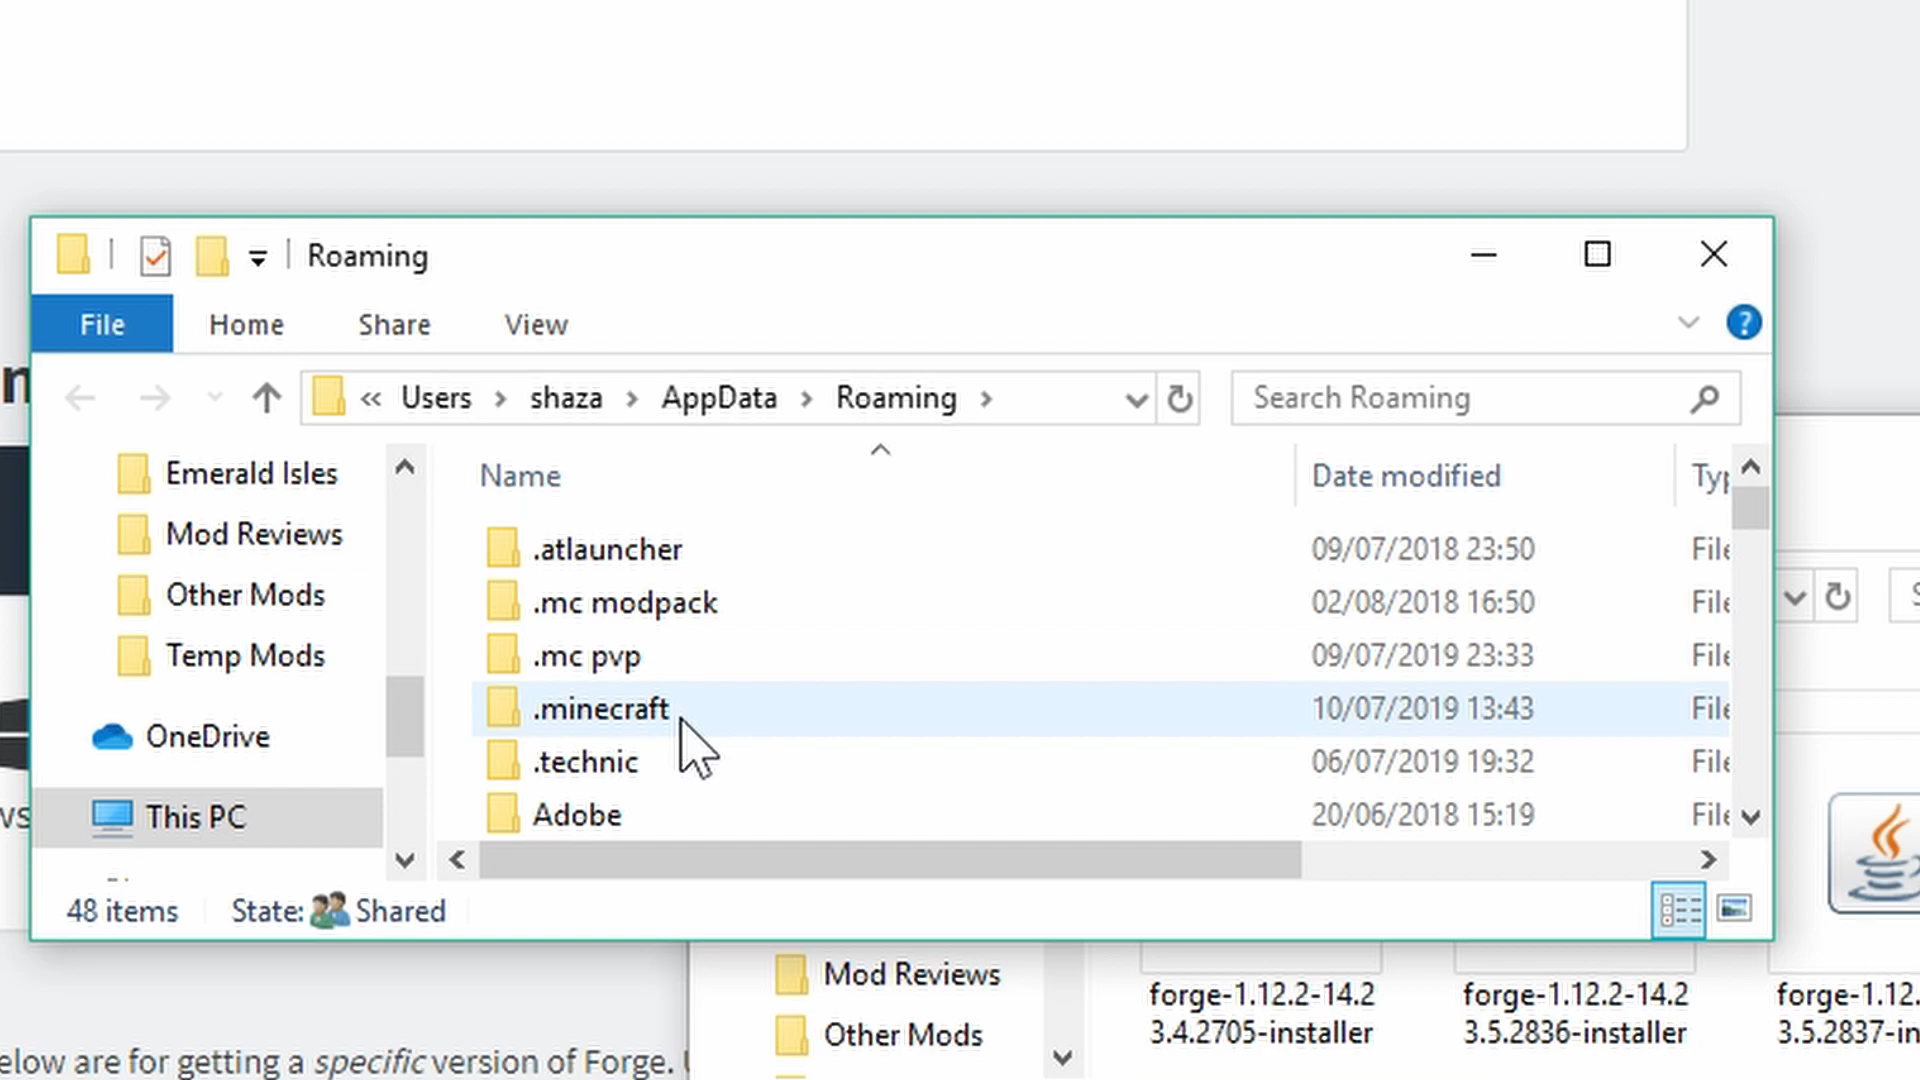 Roaming
File Home Share View
« Users > shaza > AppData > Roaming >
Search Roaming
Emerald Isles
Mod Reviews
Other Mods
Temp Mods
OneDrive
This PC
Name Date modified Typ
.atlauncher 09/07/2018 23:50 File
.mc modpack 02/08/2018 16:50 File
.mc pvp 09/07/2019 23:33 File
.minecraft 10/07/2019 13:43 File
.technic 06/07/2019 19:32 File
Adobe 20/06/2018 15:19 File
48 items State: Shared
Mod Reviews
Other Mods
forge-1.12.2-14.2
3.4.2705-installer
forge-1.12.2-14.2
3.5.2836-installer
forge-1.12.
3.5.2837-in
elow are for getting a specific version of Forge.